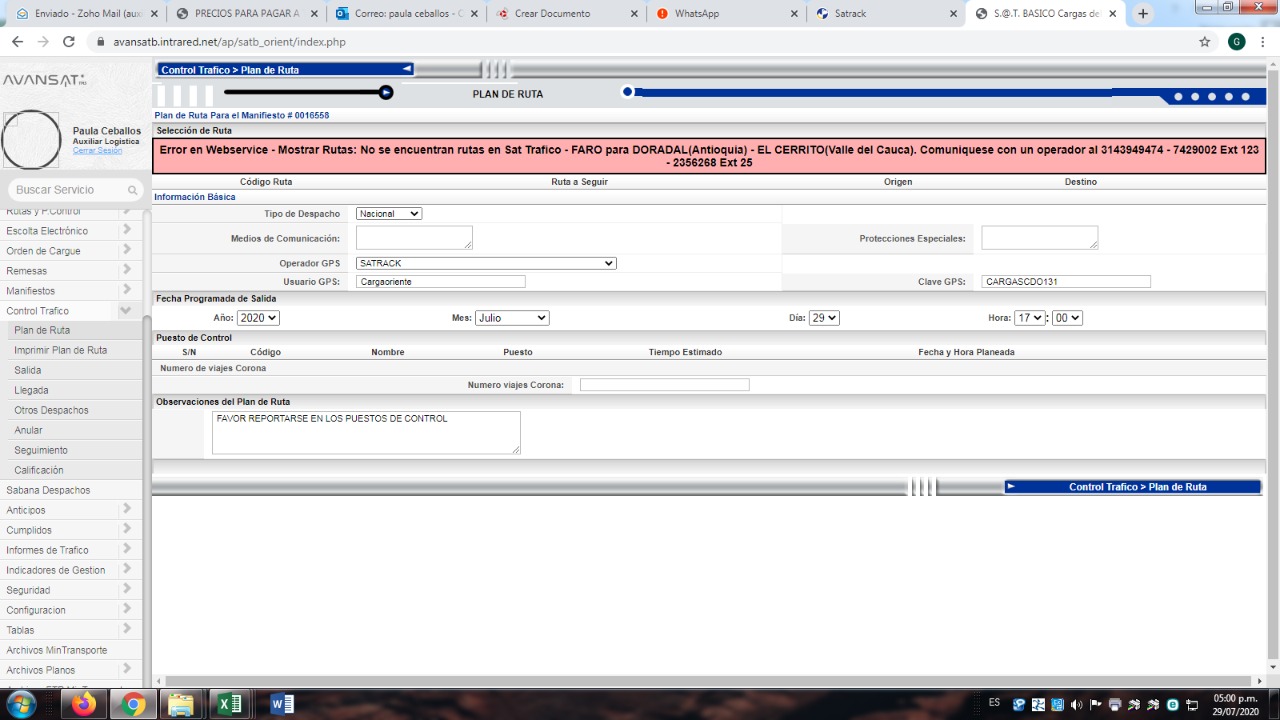 Enviado - Zoho Mail (au
PRECIOS PARA PAGAR A
Correo: paula ceballos - C
Crear Documento
WhatsApp
Satrack
S.@.T. BASICO Cargas de
avansatb.intrared.net/ap/satb_orient/index.php
G
AVANSAT
Paula Ceballos
Auxiliar Logistica
Cerrar Sesión
Buscar Servicio
Rutas y P.Control
Escolta Electrónico
Orden de Cargue
Remesas
Manifiestos
Control Trafico
Plan de Ruta
Imprimir Plan de Ruta
Salida
Llegada
Otros Despachos
Anular
Seguimiento
Calificación
Sabana Despachos
Anticipos
Cumplidos
Informes de Trafico
Indicadores de Gestion
Seguridad
Configuracion
Tablas
Archivos MinTransporte
Archivos Planos
Control Trafico > Plan de Ruta
PLAN DE RUTA
Plan de Ruta Para el Manifiesto # 0016558
Selección de Ruta
Error en Webservice - Mostrar Rutas: No se encuentran rutas en Sat Trafico - FARO para DORADAL(Antioquia) - EL CERRITO(Valle del Cauca). Comuniquese con un operador al 3143949474 - 7429002 Ext 123
- 2356268 Ext 25
Código Ruta Ruta a Seguir Origen Destino
Información Básica
Tipo de Despacho Nacional
Medios de Comunicación: Protecciones Especiales:
Operador GPS SATRACK
Usuario GPS: Cargaoriente Clave GPS: CARGASCDO131
Fecha Programada de Salida
Año: 2020 Mes: Julio Día: 29 Hora: 17 : 00
Puesto de Control
S/N Código Nombre Puesto Tiempo Estimado Fecha y Hora Planeada
Numero de viajes Corona
Numero viajes Corona:
Observaciones del Plan de Ruta
FAVOR REPORTARSE EN LOS PUESTOS DE CONTROL
Control Trafico > Plan de Ruta
ES
05:00 p.m.
29/07/2020